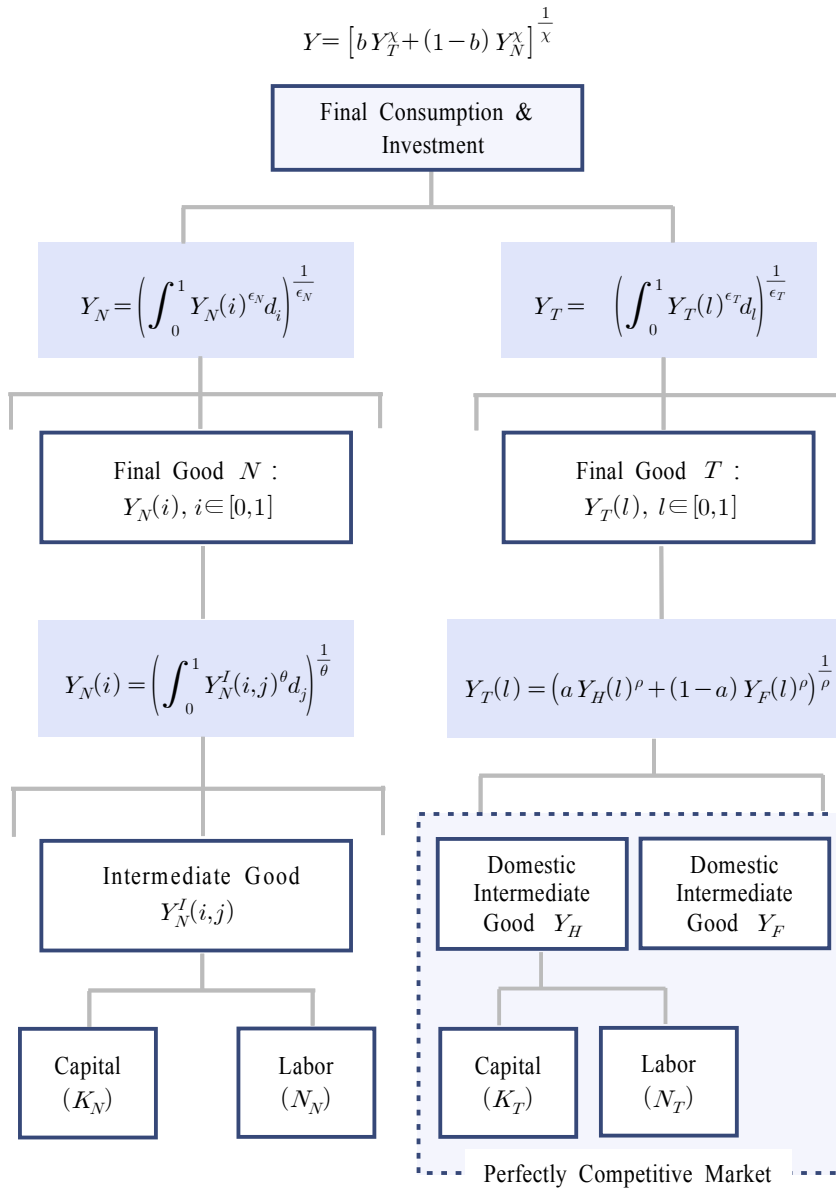 Y = [b Y_T^χ + (1−b) Y_N^χ]^{1/χ}
Final Consumption &
Investment
Y_N = (∫_0^1 Y_N(i)^{ϵ_N} d_i)^{1/ϵ_N}
Y_T = (∫_0^1 Y_T(l)^{ϵ_T} d_l)^{1/ϵ_T}
Final Good N :
Y_N(i), i∈[0,1]
Final Good T :
Y_T(l), l∈[0,1]
Y_N(i) = (∫_0^1 Y_N^I(i,j)^θ d_j)^{1/θ}
Y_T(l) = (a Y_H(l)^ρ + (1−a) Y_F(l)^ρ)^{1/ρ}
Intermediate Good
Y_N^I(i,j)
Domestic
Intermediate
Good Y_H
Domestic
Intermediate
Good Y_F
Capital
(K_N)
Labor
(N_N)
Capital
(K_T)
Labor
(N_T)
Perfectly Competitive Market